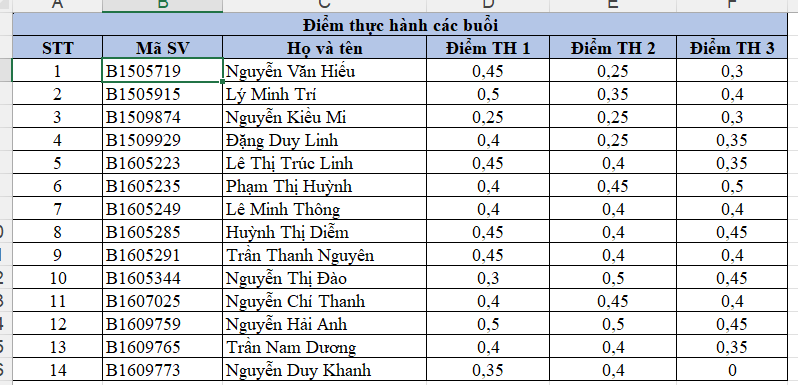 A B C D E F
Điểm thực hành các buổi
STT Mã SV Họ và tên Điểm TH 1 Điểm TH 2 Điểm TH 3
1 B1505719 Nguyễn Văn Hiếu 0,45 0,25 0,3
2 B1505915 Lý Minh Trí 0,5 0,35 0,4
3 B1509874 Nguyễn Kiều Mi 0,25 0,25 0,3
4 B1509929 Đặng Duy Linh 0,4 0,25 0,35
5 B1605223 Lê Thị Trúc Linh 0,45 0,4 0,35
6 B1605235 Phạm Thị Huỳnh 0,4 0,45 0,5
7 B1605249 Lê Minh Thông 0,4 0,4 0,4
8 B1605285 Huỳnh Thị Diễm 0,45 0,4 0,45
9 B1605291 Trần Thanh Nguyên 0,45 0,4 0,4
10 B1605344 Nguyễn Thị Đào 0,3 0,5 0,45
11 B1607025 Nguyễn Chí Thanh 0,4 0,45 0,4
12 B1609759 Nguyễn Hải Anh 0,5 0,5 0,45
13 B1609765 Trần Nam Dương 0,4 0,4 0,35
14 B1609773 Nguyễn Duy Khanh 0,35 0,4 0